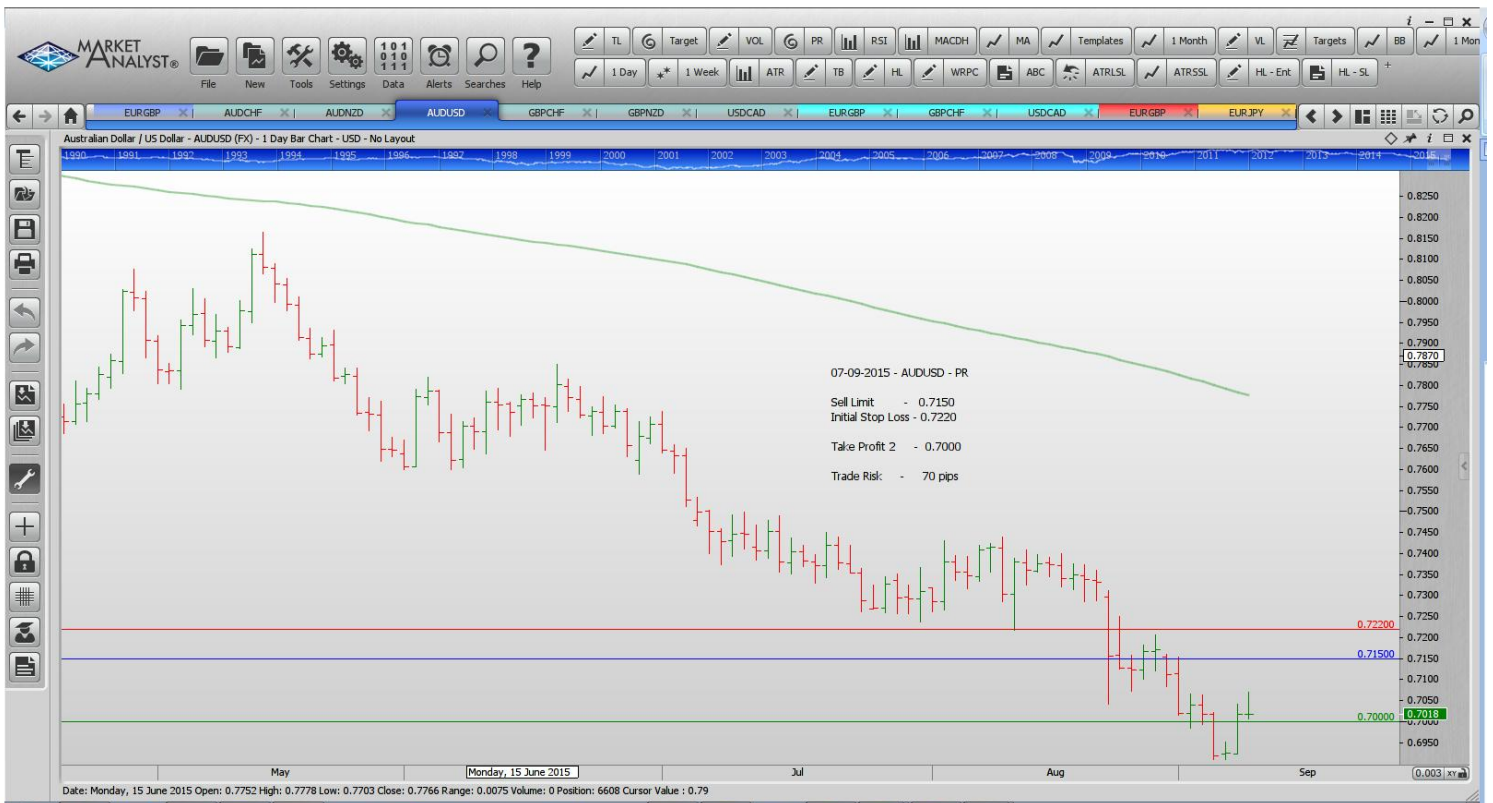 i
MARKET ANALYST®
File New Tools Settings Data Alerts Searches Help
101
010
111
TL Target VOL PR RSI MACDH MA Templates 1 Month VL Targets BB 1 Mon
1 Day 1 Week ATR TB HL WRPC ABC ATRLSL ATRSSL HL - Ent HL - SL +
EURGBP AUDCHF AUDNZD AUDUSD GBPCHF GBPNZD USDCAD EURGBP GBPCHF USDCAD EURGBP EURJPY
Australian Dollar / US Dollar - AUDUSD (FX) - 1 Day Bar Chart - USD - No Layout
1990 1991 1992 1993 1994 1995 1996 1997 1998 1999 2000 2001 2002 2003 2004 2005 2006 2007 2008 2009 2010 2011 2012 2013 2014 2015
0.8250
0.8200
0.8150
0.8100
0.8050
0.8000
0.7950
0.7900
0.7870
0.7850
0.7800
0.7750
0.7700
0.7650
0.7600
0.7550
0.7500
0.7450
0.7400
0.7350
0.7300
0.7250
0.7200
0.7150
0.7100
0.7050
0.7018
0.7000
0.6950
07-09-2015 - AUDUSD - PR
Sell Limit - 0.7150
Initial Stop Loss - 0.7220
Take Profit 2 - 0.7000
Trade Risk - 70 pips
0.72200
0.71500
0.70000
May Monday, 15 June 2015 Jul Aug Sep 0.003 XY
Date: Monday, 15 June 2015 Open: 0.7752 High: 0.7778 Low: 0.7703 Close: 0.7766 Range: 0.0075 Volume: 0 Position: 6608 Cursor Value : 0.79